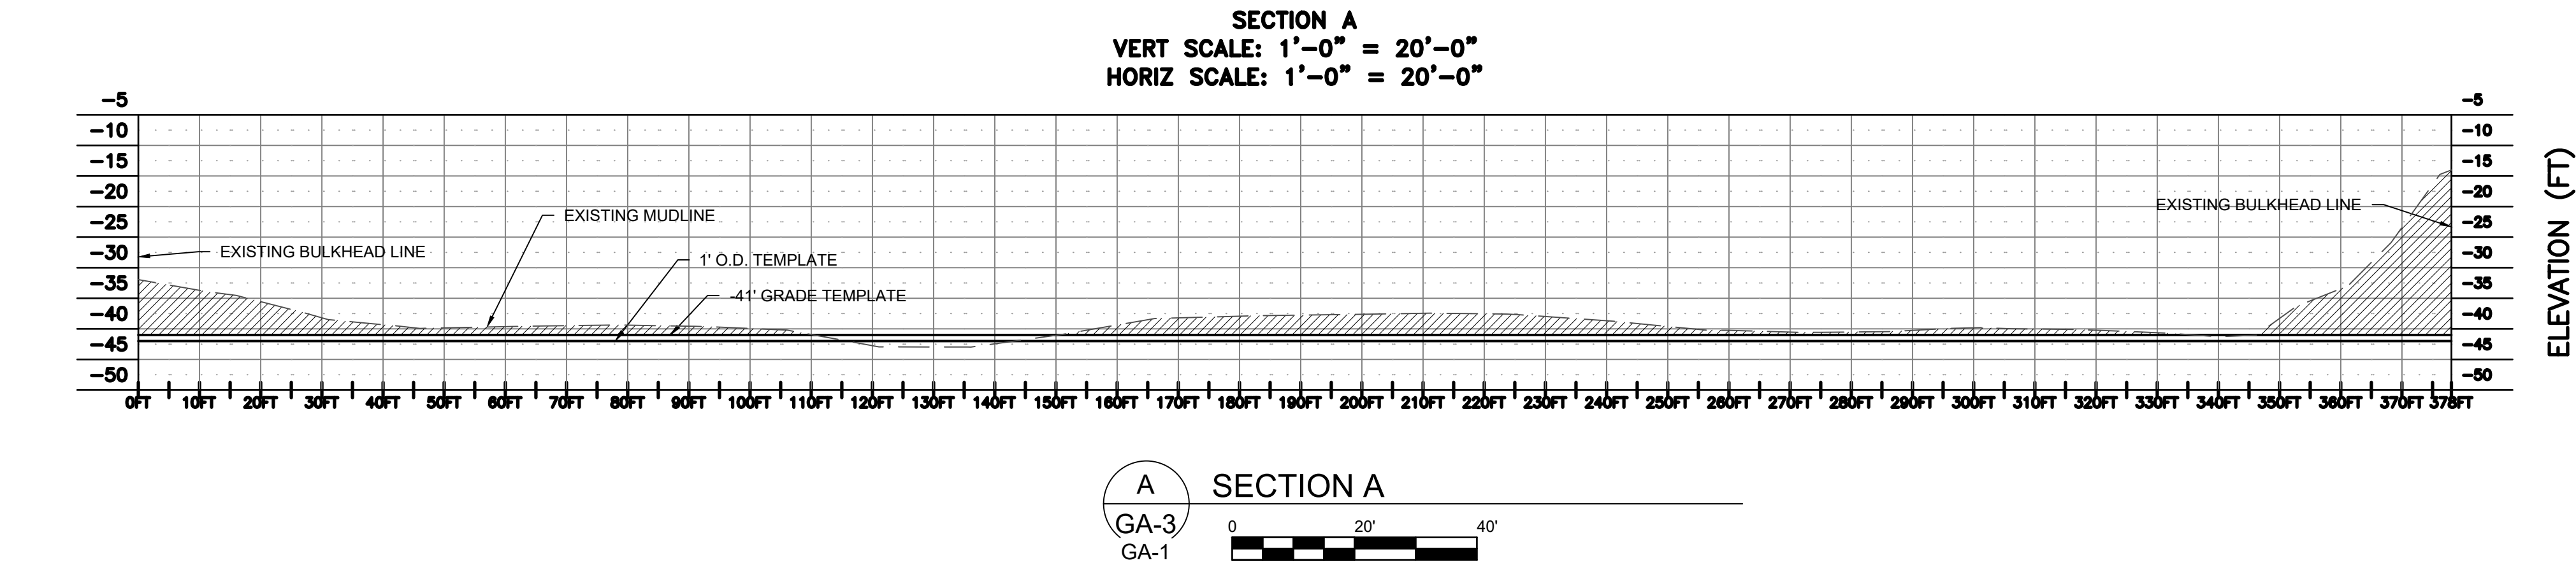 SECTION A
VERT SCALE: 1'-0" = 20'-0"
HORIZ SCALE: 1'-0" = 20'-0"
-5 -5
-10 -10
-15 -15
-20 -20
-25 -25
-30 -30
-35 -35
-40 -40
-45 -45
-50 -50
EXISTING MUDLINE
EXISTING BULKHEAD LINE
EXISTING BULKHEAD LINE
1' O.D. TEMPLATE
-41' GRADE TEMPLATE
ELEVATION (FT)
0FT 10FT 20FT 30FT 40FT 50FT 60FT 70FT 80FT 90FT 100FT 110FT 120FT 130FT 140FT 150FT 160FT 170FT 180FT 190FT 200FT 210FT 220FT 230FT 240FT 250FT 260FT 270FT 280FT 290FT 300FT 310FT 320FT 330FT 340FT 350FT 360FT 370FT 378FT
A SECTION A
GA-3
GA-1
0 20' 40'